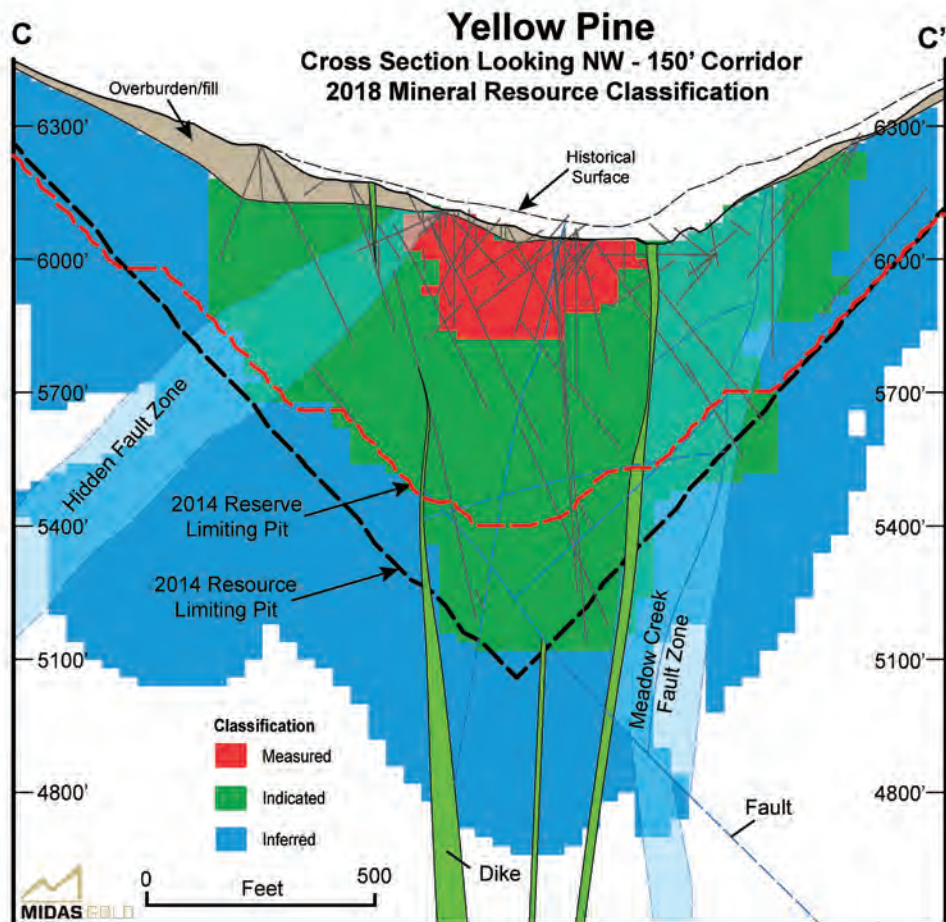 Yellow Pine
C
C'
Cross Section Looking NW - 150' Corridor
2018 Mineral Resource Classification
Overburden/fill
Historical
Surface
6300'
6300'
6000'
6000'
5700'
5700'
5400'
5400'
5100'
5100'
4800'
4800'
Hidden Fault Zone
2014 Reserve
Limiting Pit
2014 Resource
Limiting Pit
Meadow Creek
Fault Zone
Classification
Measured
Indicated
Inferred
Fault
Dike
0
500
Feet
MIDAS GOLD